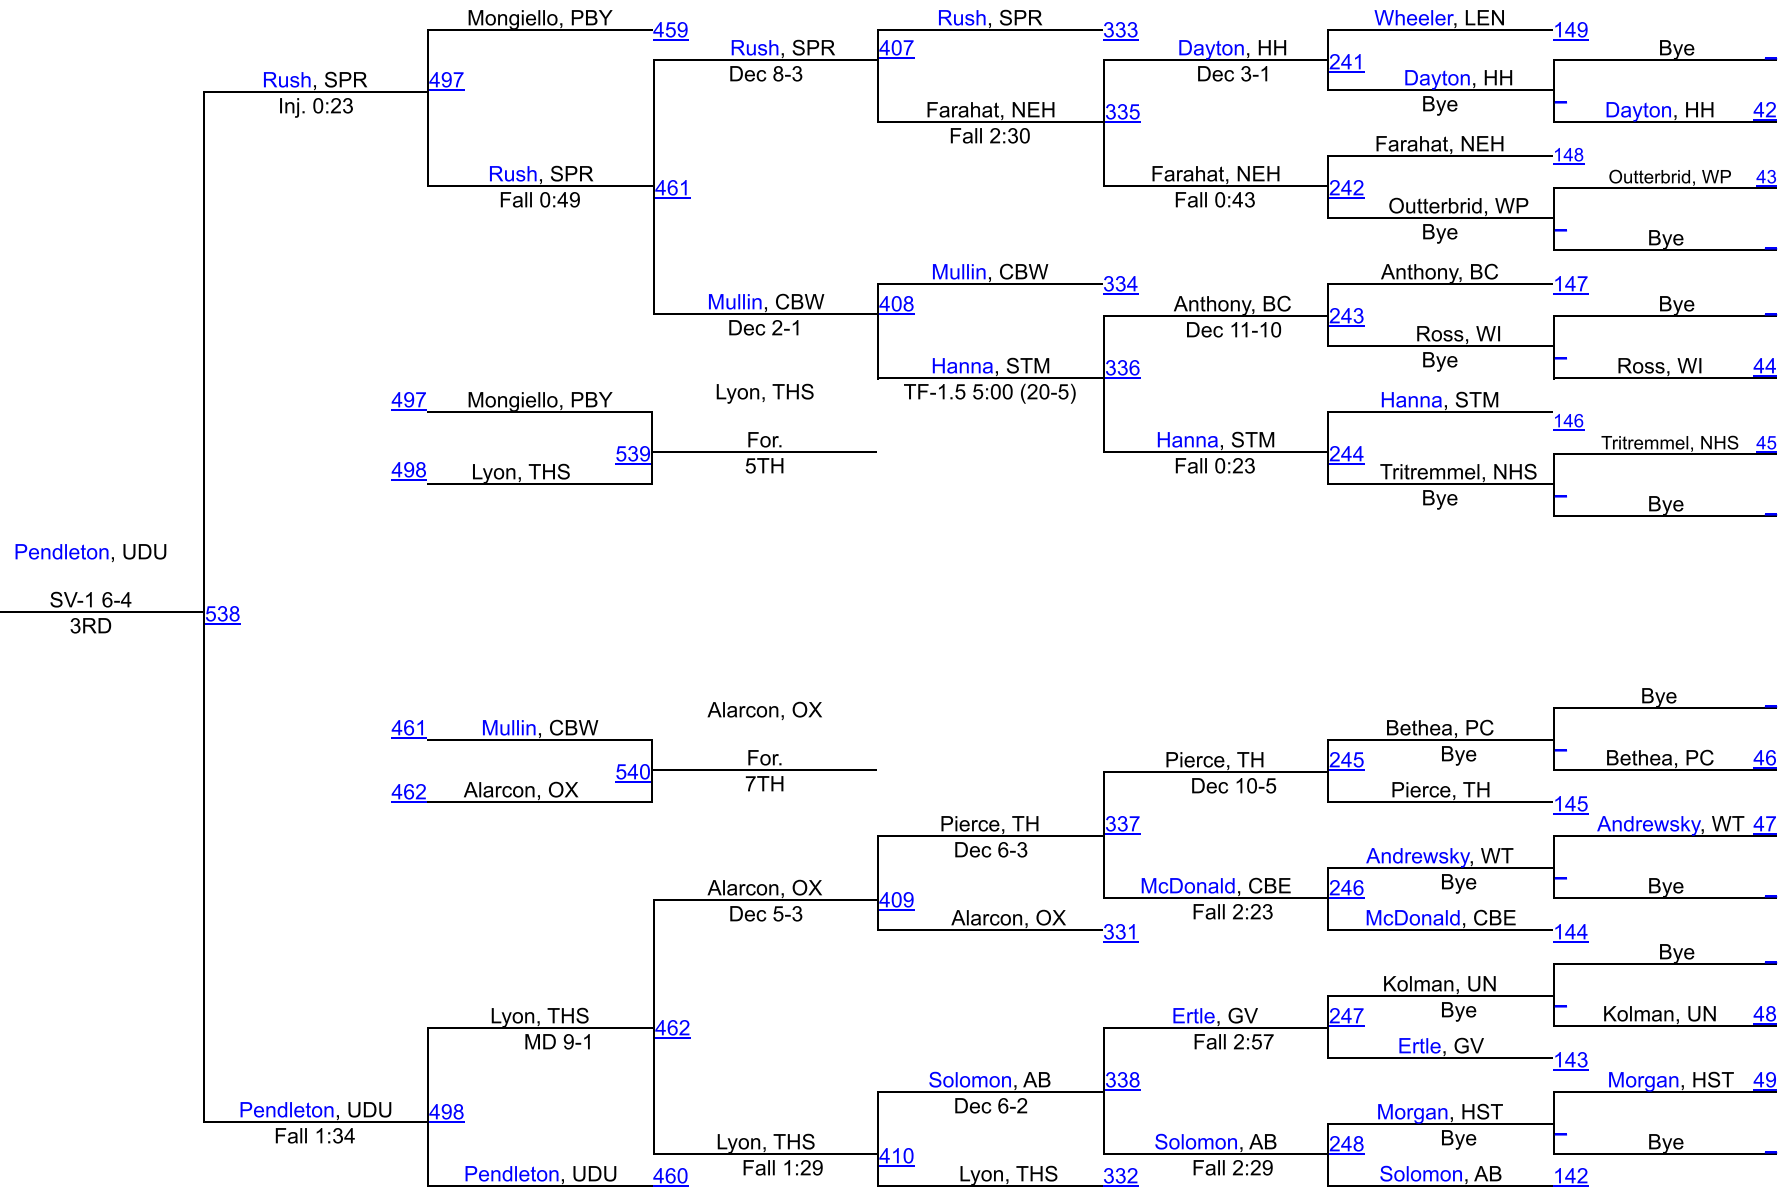 Mongiello, PBY
459
Rush, SPR
Inj. 0:23
497
Rush, SPR
Fall 0:49
461
Rush, SPR
Dec 8-3
407
Rush, SPR
333
Farahat, NEH
Fall 2:30
335
Dayton, HH
Dec 3-1
241
Wheeler, LEN
149
Dayton, HH
Bye
Bye
Dayton, HH
42
Farahat, NEH
Fall 0:43
242
Farahat, NEH
148
Outterbrid, WP
Bye
Outterbrid, WP
43
Bye
Mullin, CBW
Dec 2-1
408
Mullin, CBW
334
Hanna, STM
TF-1.5 5:00 (20-5)
336
Anthony, BC
Dec 11-10
243
Anthony, BC
147
Ross, WI
Bye
Bye
Ross, WI
44
Hanna, STM
Fall 0:23
244
Hanna, STM
146
Tritremmel, NHS
Bye
Tritremmel, NHS
45
Bye
497
Mongiello, PBY
498
Lyon, THS
539
Lyon, THS
For.
5TH
Pendleton, UDU
SV-1 6-4
3RD
538
461
Mullin, CBW
462
Alarcon, OX
540
Alarcon, OX
For.
7TH
Pendleton, UDU
Fall 1:34
498
Lyon, THS
MD 9-1
462
Pendleton, UDU
460
Alarcon, OX
Dec 5-3
409
Pierce, TH
Dec 6-3
337
Alarcon, OX
331
Pierce, TH
Dec 10-5
245
Bethea, PC
Bye
Bye
Bethea, PC
46
Pierce, TH
145
McDonald, CBE
Fall 2:23
246
Andrewsky, WT
Bye
Andrewsky, WT
47
Bye
McDonald, CBE
144
Lyon, THS
Fall 1:29
410
Solomon, AB
Dec 6-2
338
Lyon, THS
332
Ertle, GV
Fall 2:57
247
Kolman, UN
Bye
Bye
Kolman, UN
48
Ertle, GV
143
Solomon, AB
Fall 2:29
248
Morgan, HST
Bye
Morgan, HST
49
Bye
Solomon, AB
142